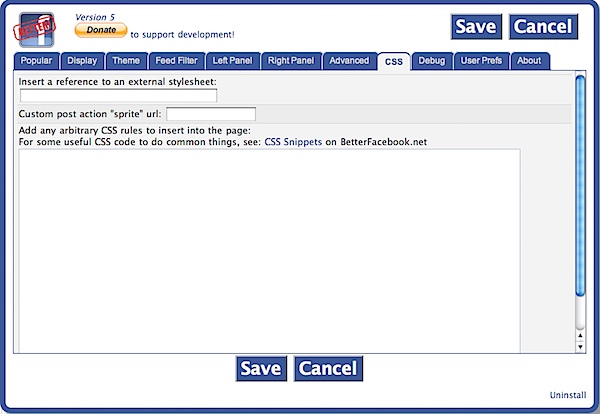 Version 5
Donate to support development!
Save Cancel
Popular Display Theme Feed Filter Left Panel Right Panel Advanced CSS Debug User Prefs About
Insert a reference to an external stylesheet:
Custom post action "sprite" url:
Add any arbitrary CSS rules to insert into the page:
For some useful CSS code to do common things, see: CSS Snippets on BetterFacebook.net
Save Cancel
Uninstall